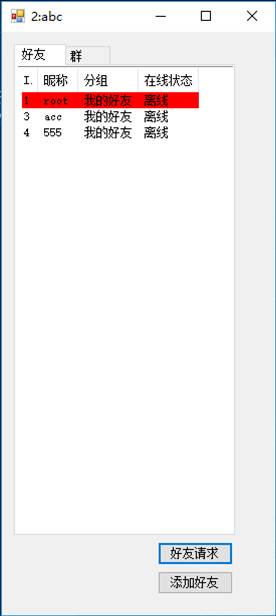 2:abc
好友 群
I. 昵称 分组 在线状态
1 root 我的好友 离线
3 acc 我的好友 离线
4 555 我的好友 离线
好友请求
添加好友